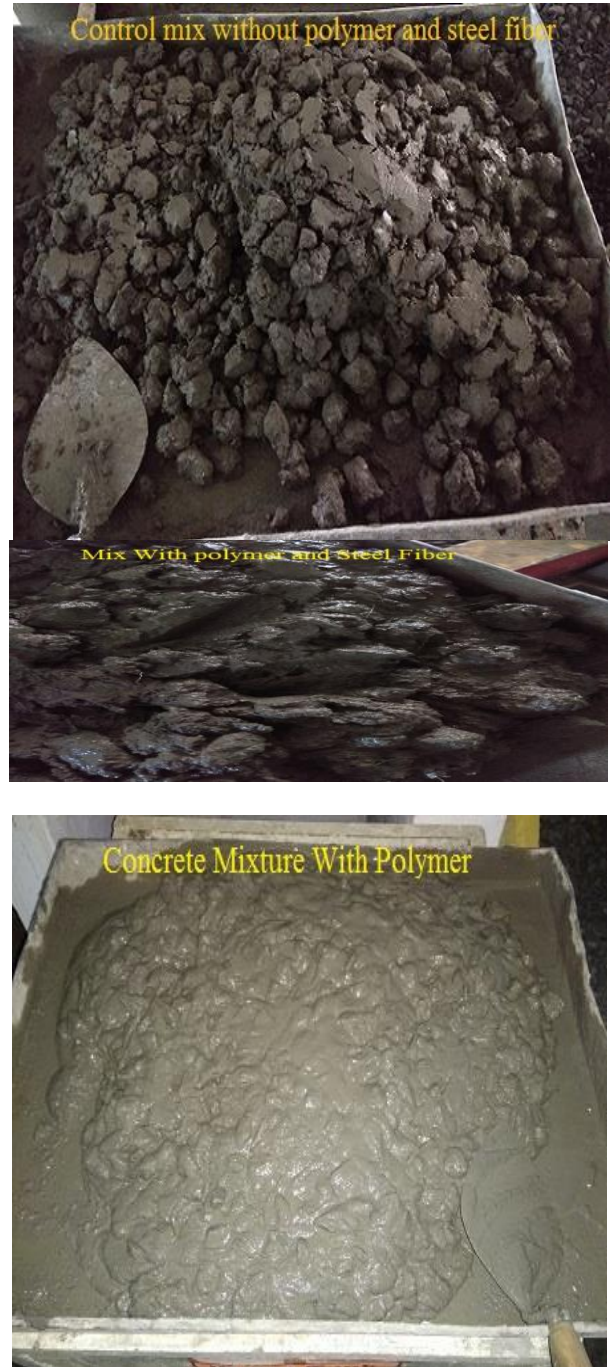 Control mix without polymer and steel fiber
Mix With polymer and Steel Fiber
Concrete Mixture With Polymer